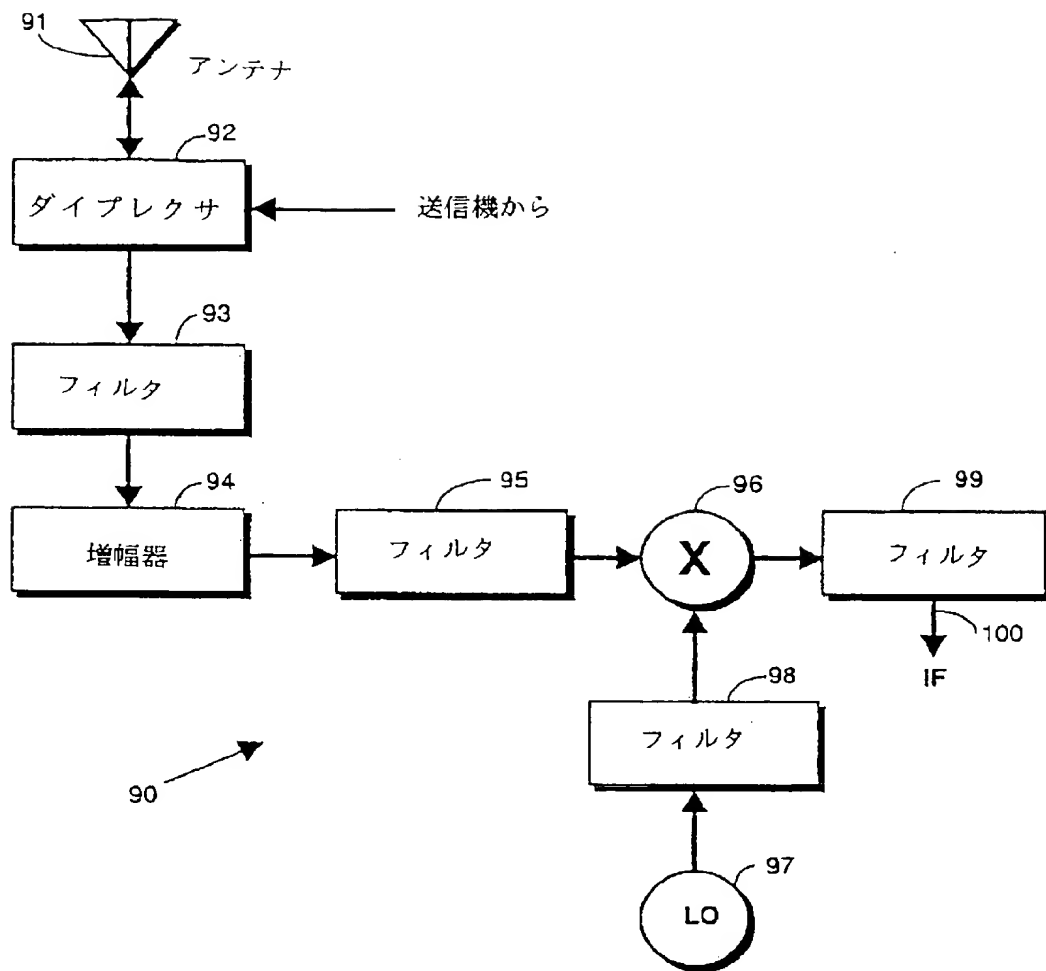 91
アンテナ
92
ダイプレクサ
送信機から
93
フィルタ
94
増幅器
95
フィルタ
96
X
99
フィルタ
100
IF
98
フィルタ
90
97
LO